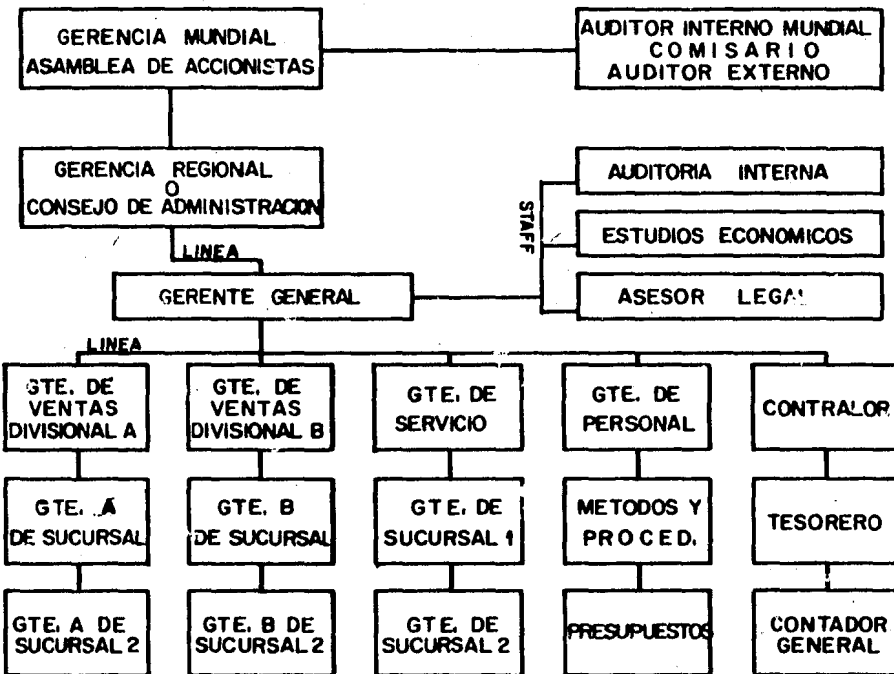 GERENCIA MUNDIAL
ASAMBLEA DE ACCIONISTAS
AUDITOR INTERNO MUNDIAL
COMISARIO
AUDITOR EXTERNO
GERENCIA REGIONAL
O
CONSEJO DE ADMINISTRACION
AUDITORIA INTERNA
STAFF
ESTUDIOS ECONOMICOS
LINEA
GERENTE GENERAL
ASESOR LEGAL
LINEA
GTE. DE
VENTAS
DIVISIONAL A
GTE. DE
VENTAS
DIVISIONAL B
GTE. DE
SERVICIO
GTE. DE
PERSONAL
CONTRALOR
GTE. A
DE SUCURSAL
GTE. B
DE SUCURSAL
GTE. DE
SUCURSAL 1
METODOS Y
PROCED.
TESORERO
GTE. A DE
SUCURSAL 2
GTE. B DE
SUCURSAL 2
GTE. DE
SUCURSAL 2
PRESUPUESTOS
CONTADOR
GENERAL